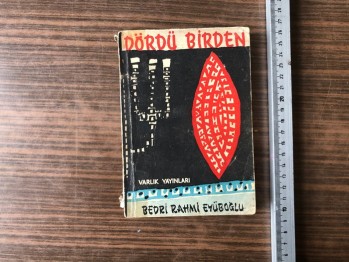 DÖRDÜ BİRDEN
VARLIK YAYINLARI
BEDRİ RAHMİ EYÜBOĞLU